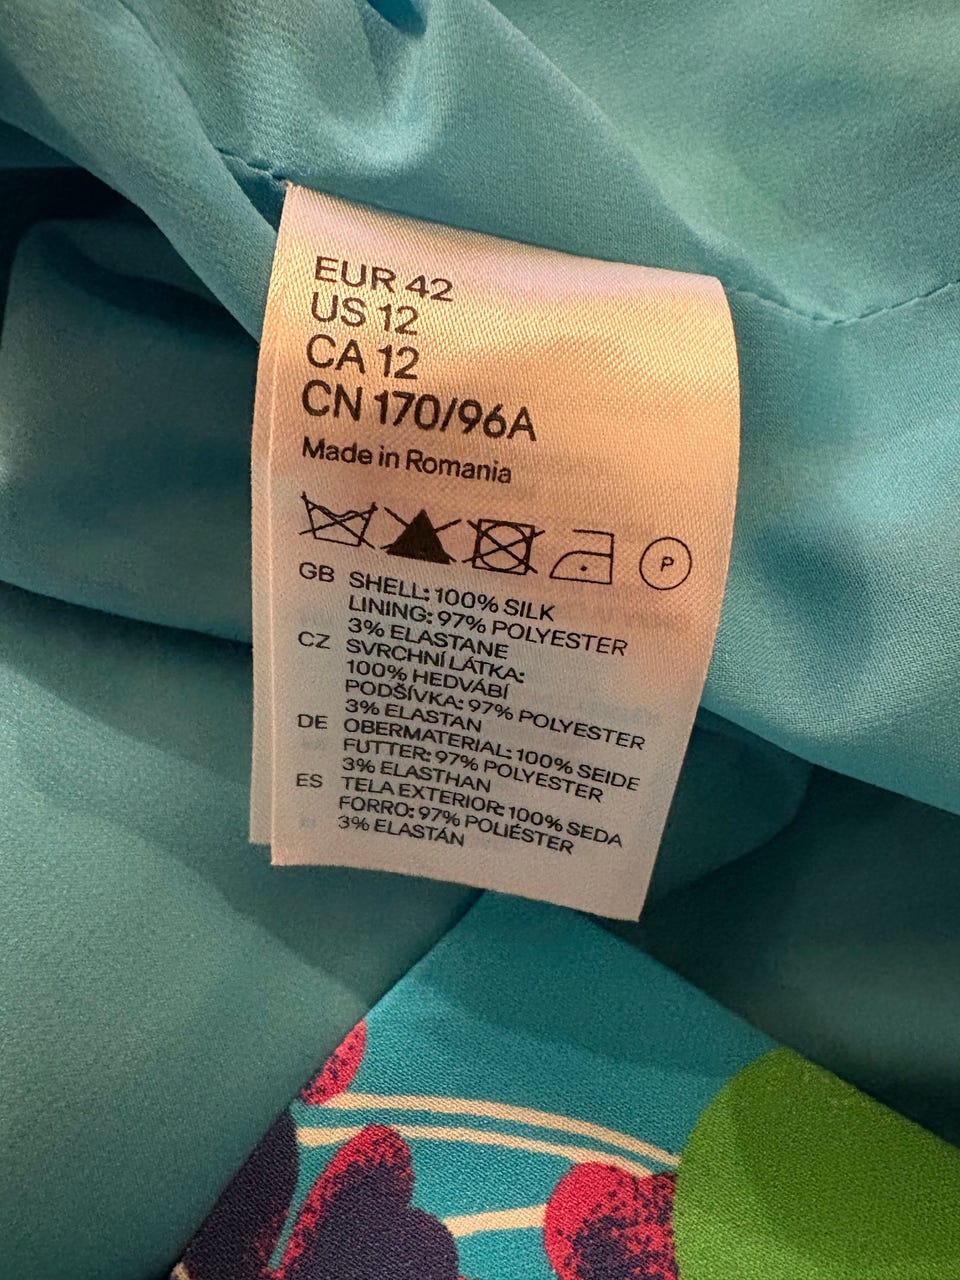 EUR 42
US 12
CA 12
CN 170/96A
Made in Romania
P
GB SHELL: 100% SILK
LINING: 97% POLYESTER
3% ELASTANE
CZ SVRCHNÍ LÁTKA:
100% HEDVÁBÍ
PODŠÍVKA: 97% POLYESTER
3% ELASTAN
DE OBERMATERIAL: 100% SEIDE
FUTTER: 97% POLYESTER
3% ELASTHAN
ES TELA EXTERIOR: 100% SEDA
FORRO: 97% POLIÉSTER
3% ELASTÁN